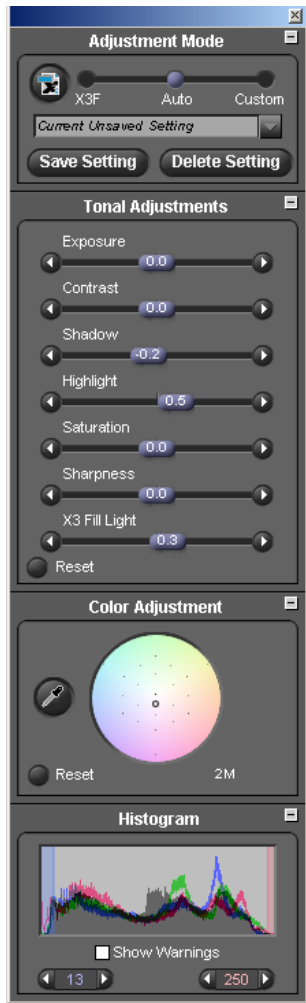 Adjustment Mode
X3F Auto Custom
Current Unsaved Setting
Save Setting Delete Setting
Tonal Adjustments
Exposure
0.0
Contrast
0.0
Shadow
-0.2
Highlight
0.5
Saturation
0.0
Sharpness
0.0
X3 Fill Light
0.3
Reset
Color Adjustment
Reset 2M
Histogram
Show Warnings
13 250